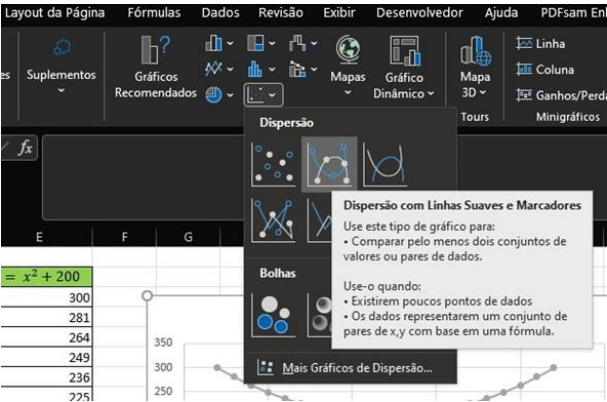 Layout da Página Fórmulas Dados Revisão Exibir Desenvolvedor Ajuda PDFsam En
es Suplementos Gráficos Recomendados Mapas Gráfico Dinâmico Mapa 3D Linha
Coluna
Ganhos/Perda
Tours Minigráficos
fx
Dispersão
Dispersão com Linhas Suaves e Marcadores
Use este tipo de gráfico para:
• Comparar pelo menos dois conjuntos de
valores ou pares de dados.
Use-o quando:
• Existirem poucos pontos de dados
• Os dados representarem um conjunto de
pares de x,y com base em uma fórmula.
Bolhas
Mais Gráficos de Dispersão...
E F G
= x² + 200
300
281
264
249
236
225
350
300
250